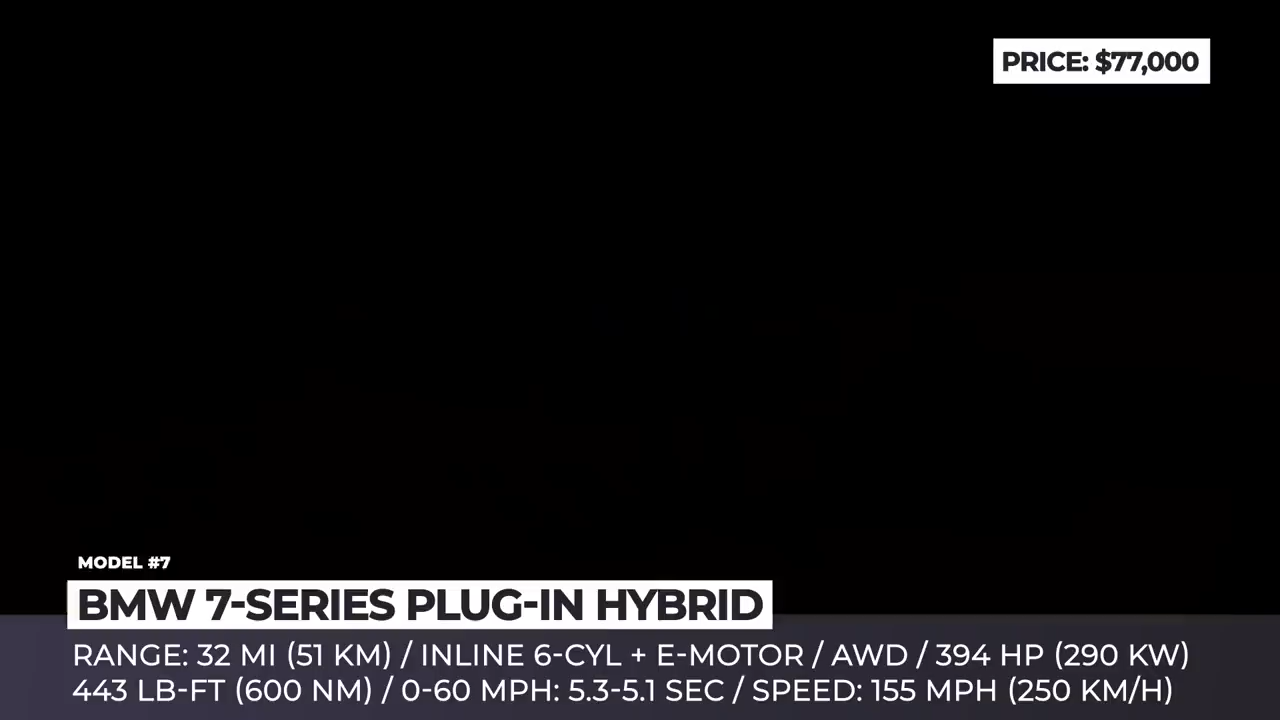 PRICE: $77,000
MODEL #7
BMW 7-SERIES PLUG-IN HYBRID
RANGE: 32 MI (51 KM) / INLINE 6-CYL + E-MOTOR / AWD / 394 HP (290 KW)
443 LB-FT (600 NM) / 0-60 MPH: 5.3-5.1 SEC / SPEED: 155 MPH (250 KM/H)